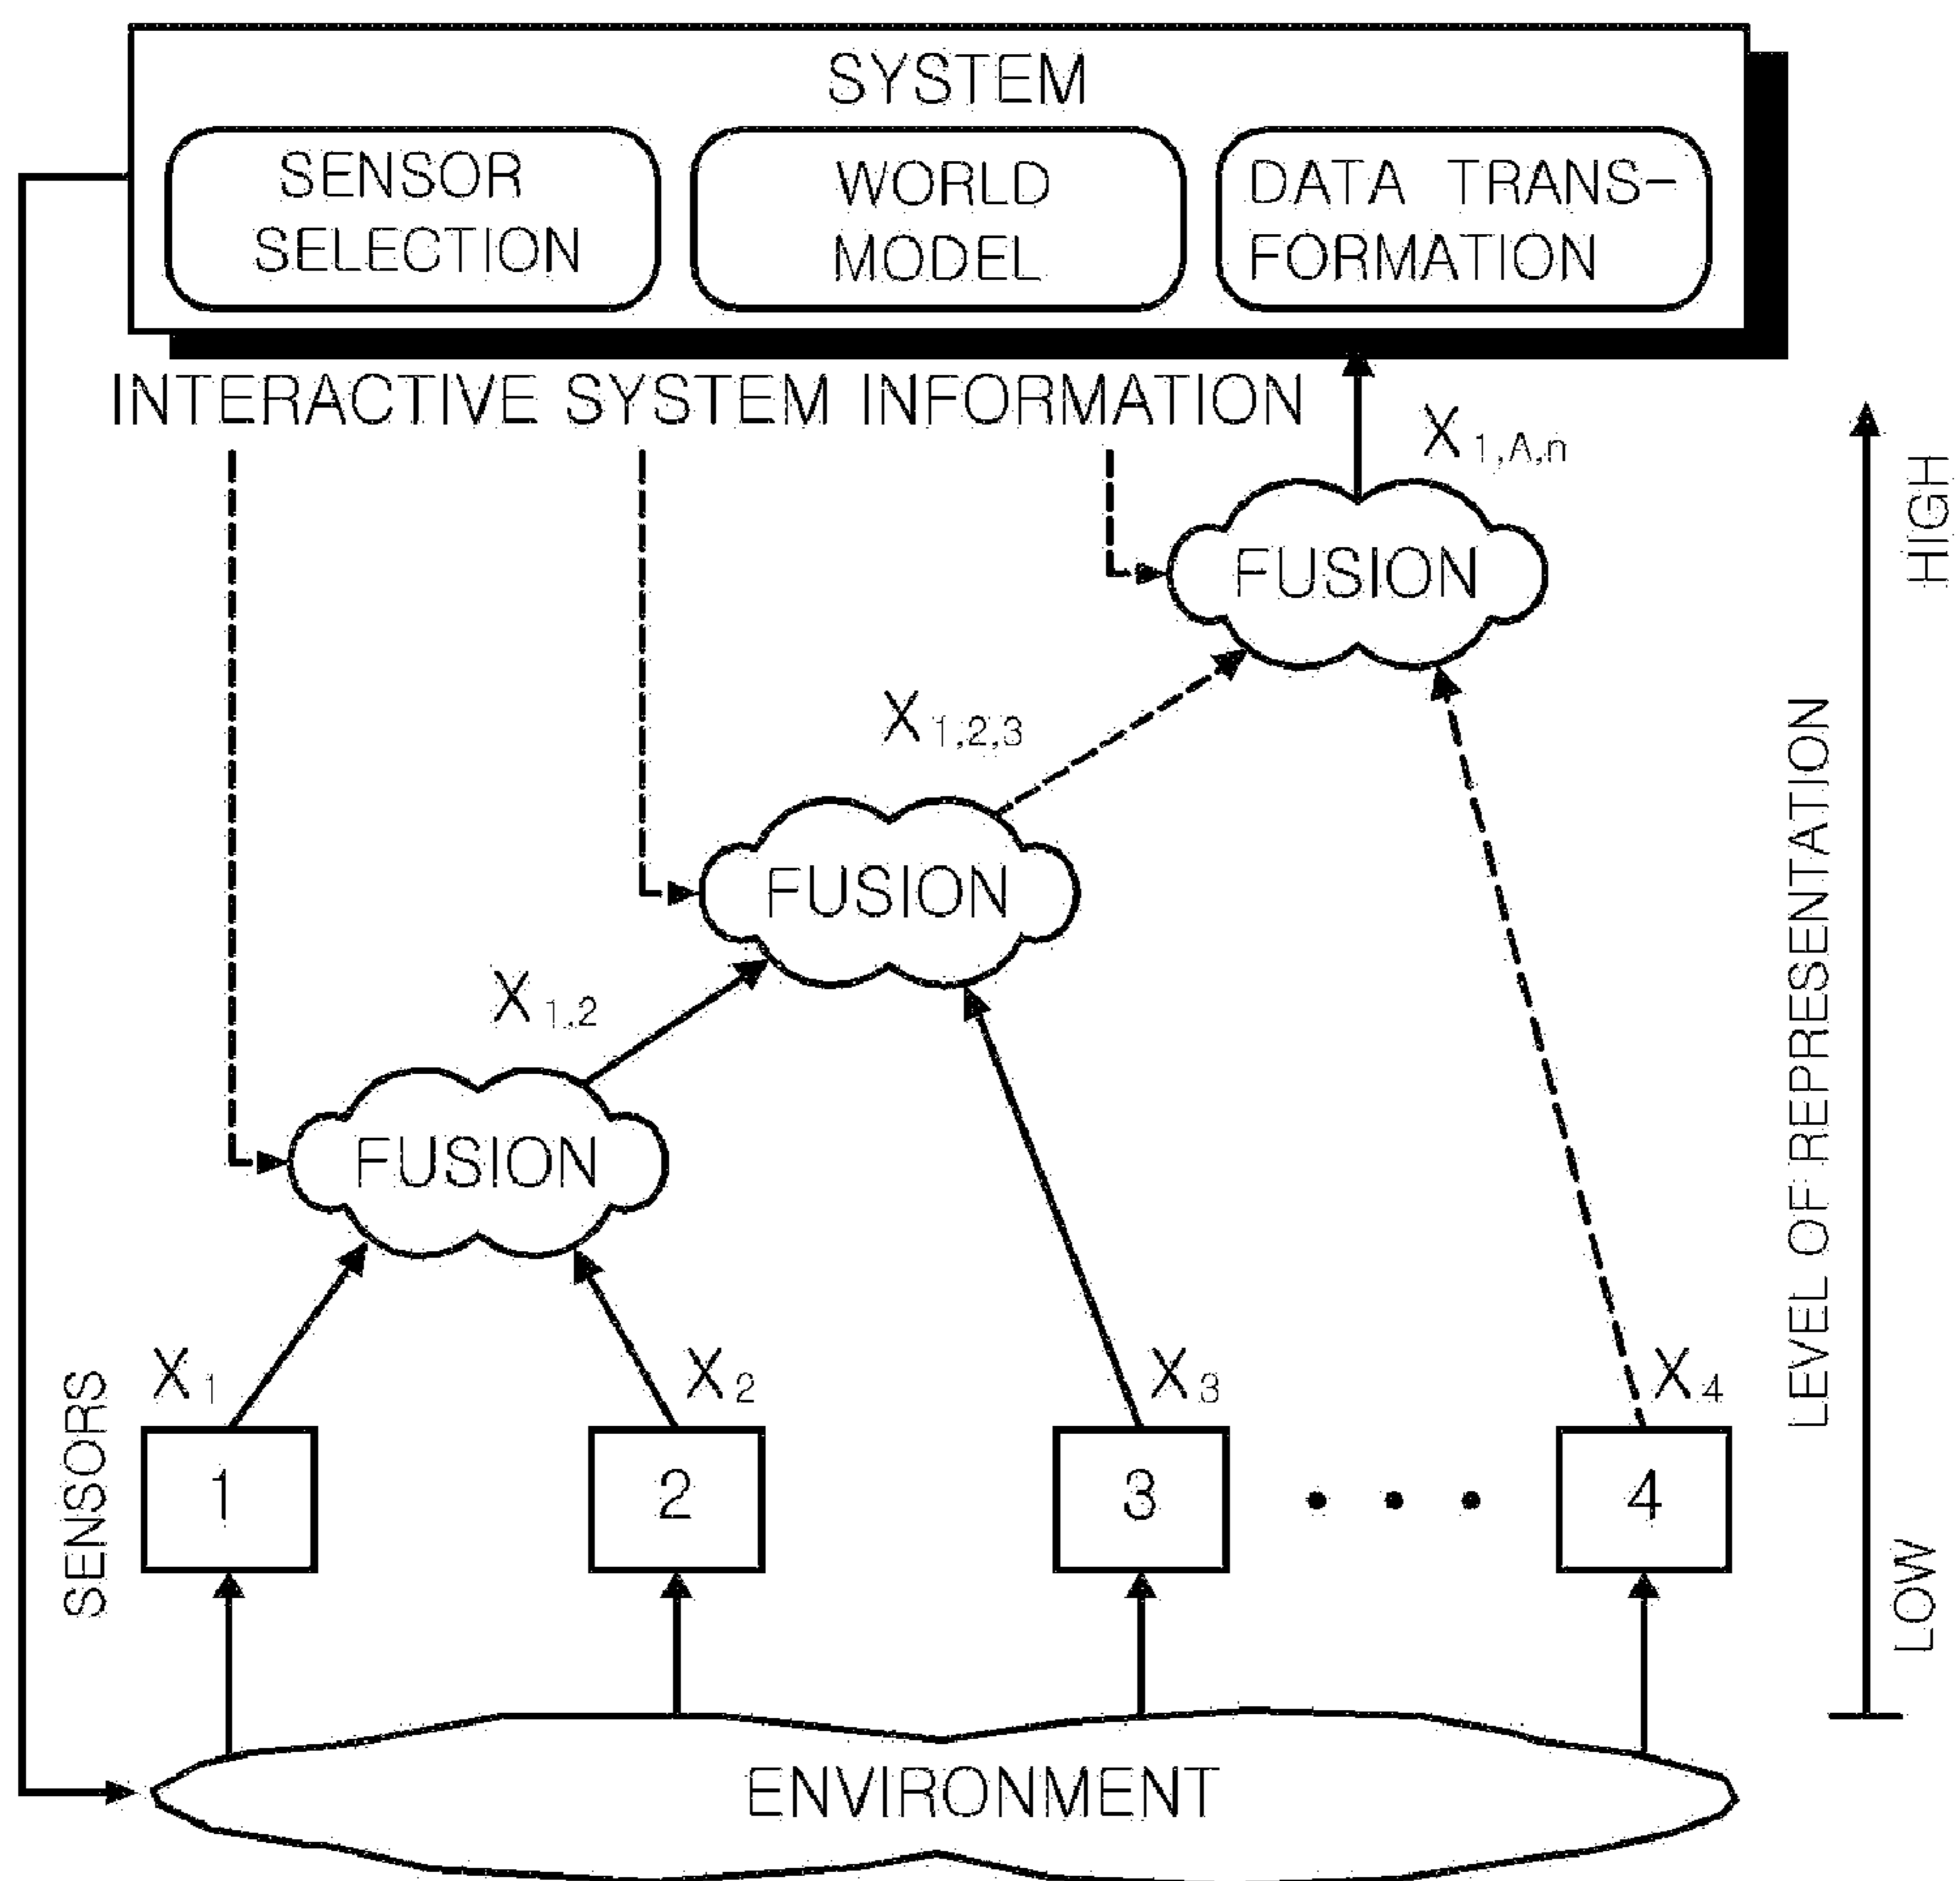 SYSTEM
SENSOR
SELECTION
WORLD
MODEL
DATA TRANS-
FORMATION
INTERACTIVE SYSTEM INFORMATION
X1,A,n
HIGH
FUSION
X1,2,3
LEVEL OF REPRESENTATION
FUSION
X1,2
FUSION
SENSORS
X1
X2
X3
X4
1
2
3
• • •
4
LOW
ENVIRONMENT